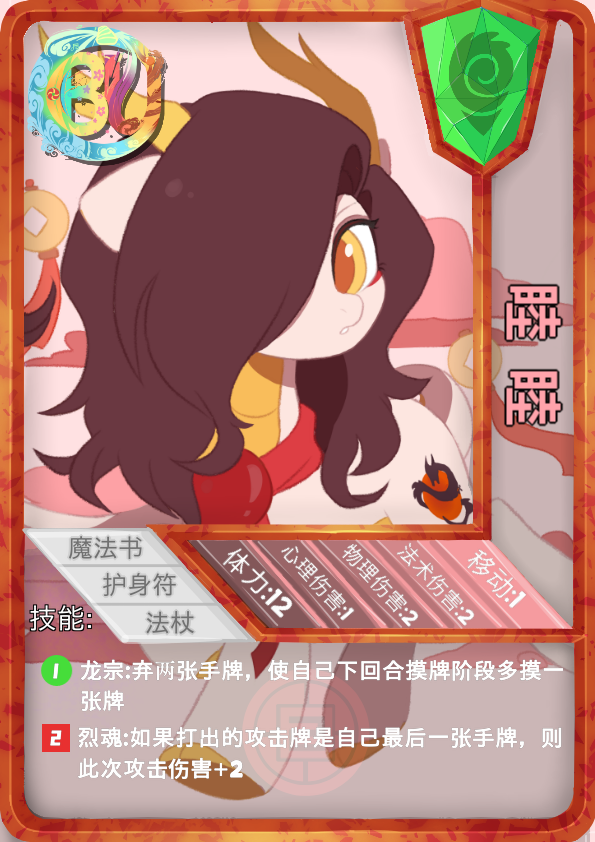 睦睦
魔法书
护身符
法杖
体力:12
心理伤害:1
物理伤害:2
法术伤害:2
移动:1
技能:
1 龙宗:弃两张手牌，使自己下回合摸牌阶段多摸一
张牌
2 烈魂:如果打出的攻击牌是自己最后一张手牌，则
此次攻击伤害+2